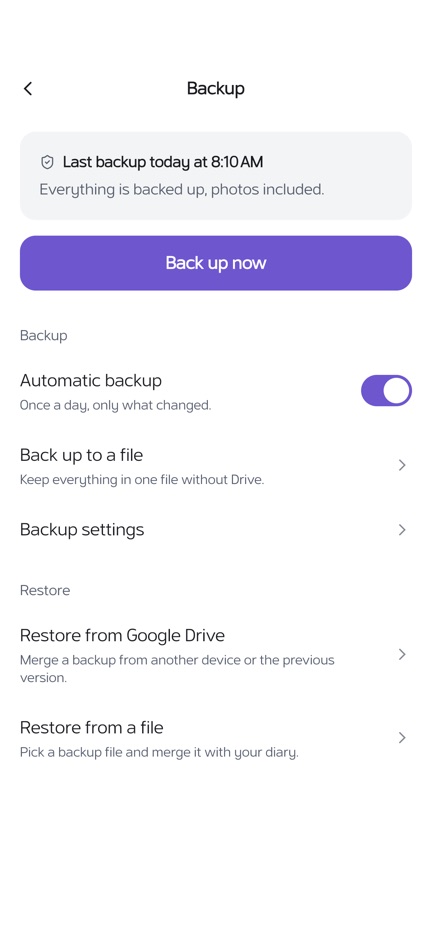 Backup
Last backup today at 8:10 AM
Everything is backed up, photos included.
Back up now
Backup
Automatic backup
Once a day, only what changed.
Back up to a file
Keep everything in one file without Drive.
Backup settings
Restore
Restore from Google Drive
Merge a backup from another device or the previous
version.
Restore from a file
Pick a backup file and merge it with your diary.